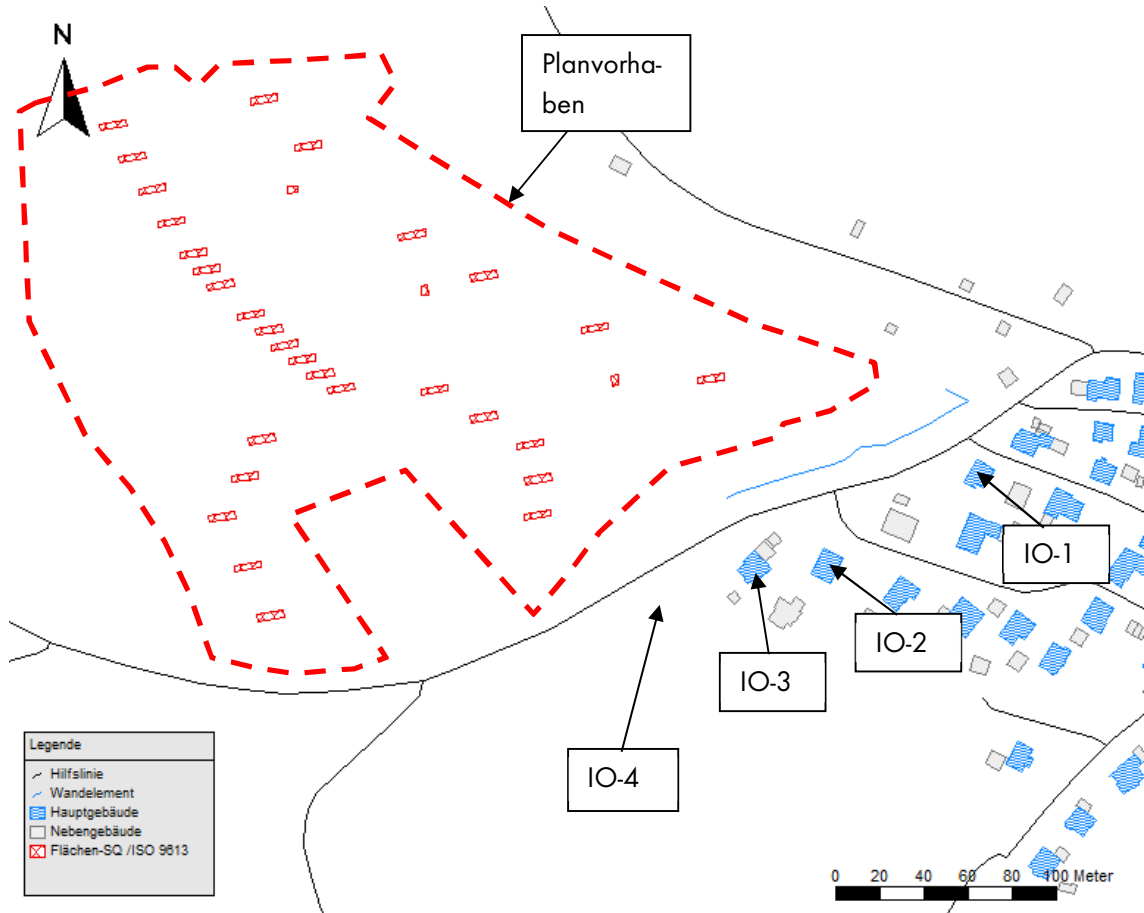 N
Planvorha-
ben
IO-1
IO-2
IO-3
IO-4
Legende
Hilfslinie
Wandelement
Hauptgebäude
Nebengebäude
Flächen-SQ /ISO 9613
0 20 40 60 80 100 Meter